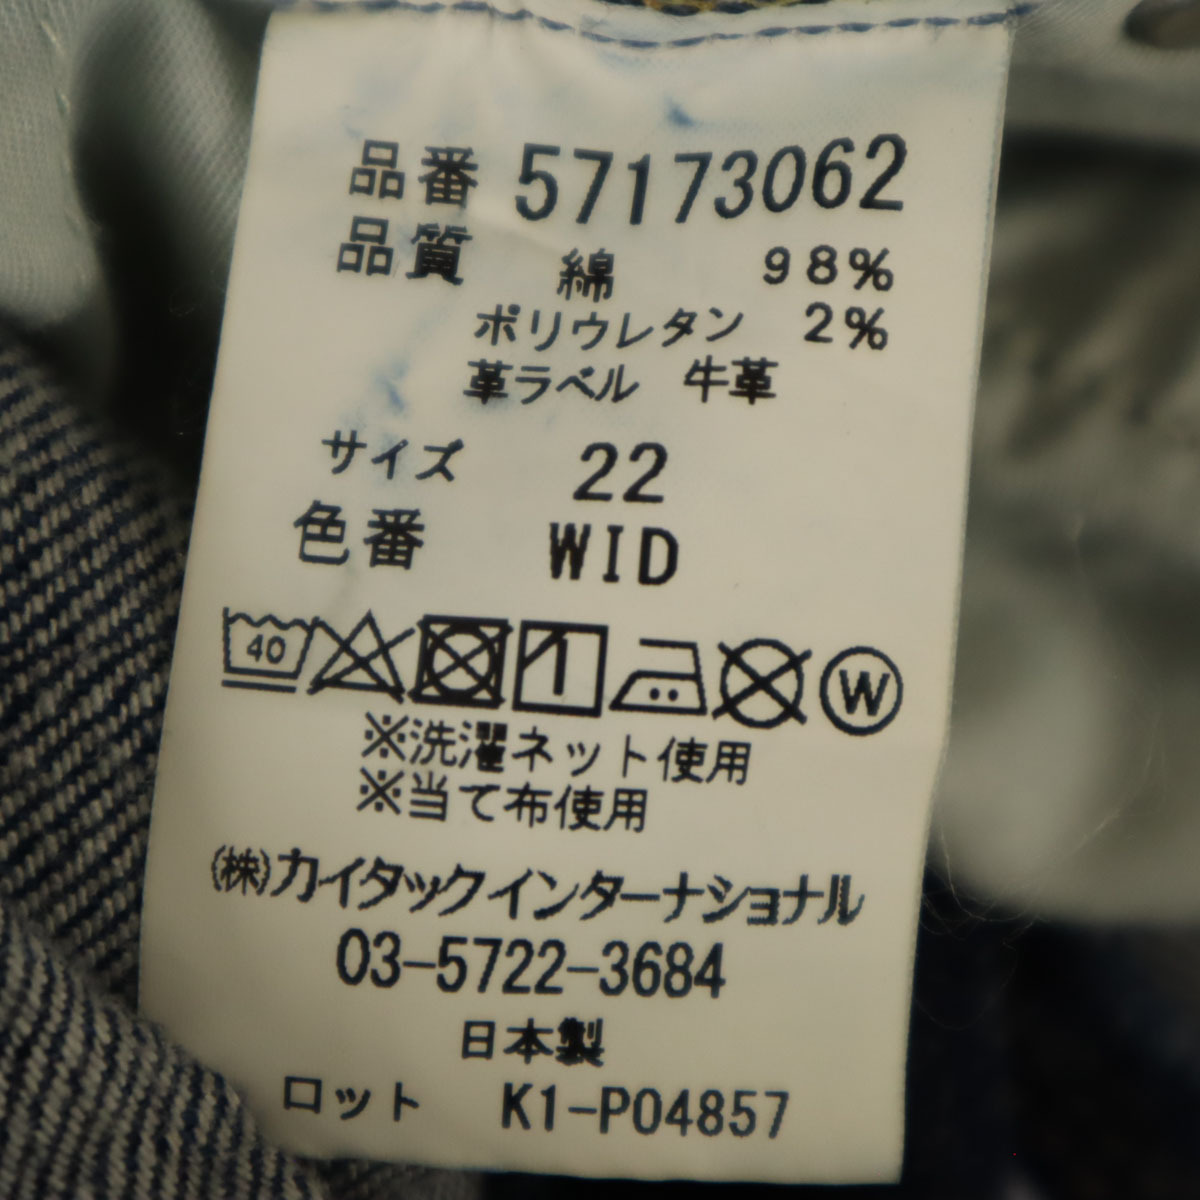 品番 57173062
品質 綿 98%
ポリウレタン 2%
革ラベル 牛革
サイズ 22
色番 WID
40 W
※洗濯ネット使用
※当て布使用
(株)カイタックインターナショナル
03-5722-3684
日本製
ロット K1-P04857